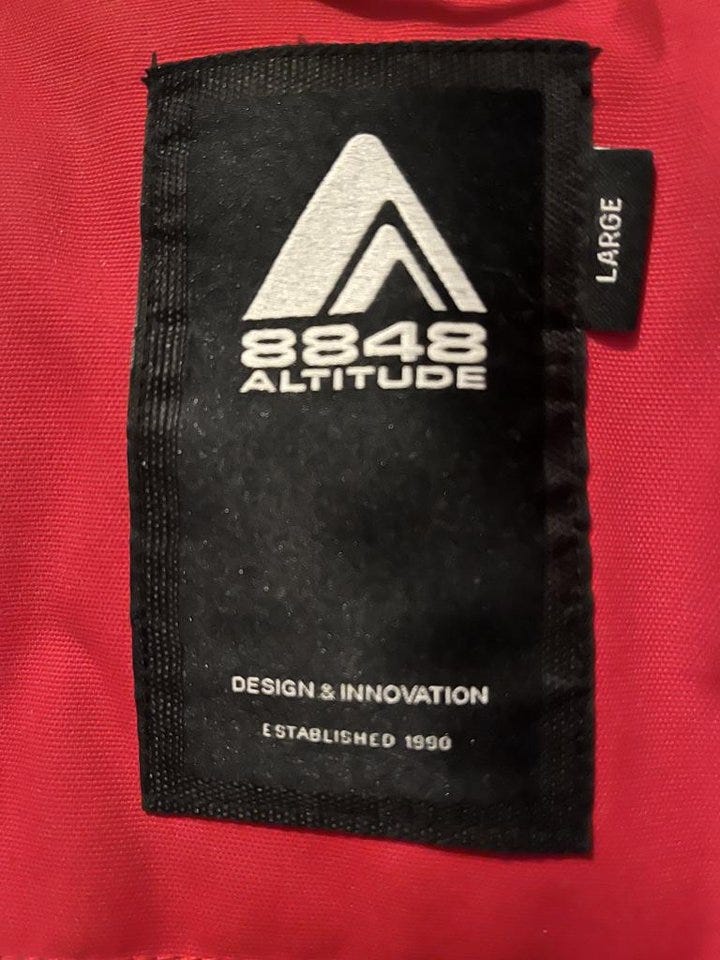 8848
ALTITUDE
LARGE
DESIGN & INNOVATION
ESTABLISHED 1990